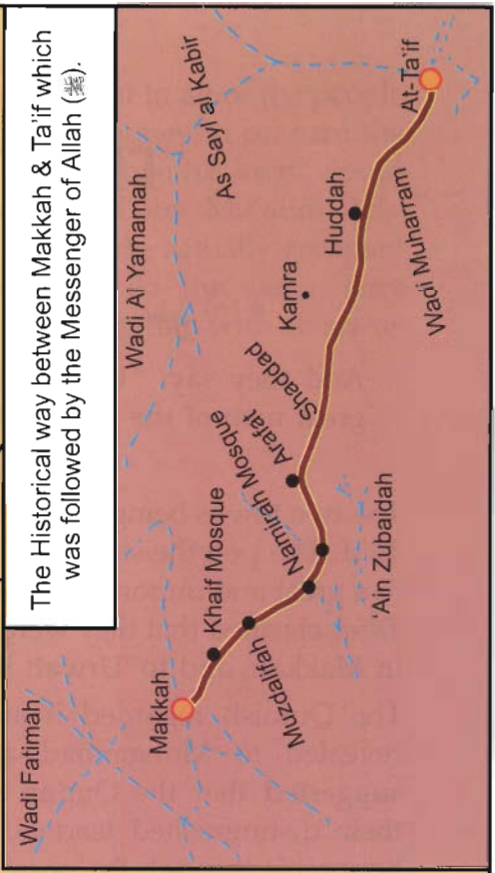 The Historical way between Makkah & Ta'if which
was followed by the Messenger of Allah (ﷺ).
Wadi Fatimah
Makkah
Khaif Mosque
Muzdalifah
Namirah Mosque
Arafat
'Ain Zubaidah
Shaddad
Kamra
Huddah
Wadi Muharram
Wadi Al Yamamah
As Sayl al Kabir
At-Ta'if